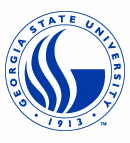 GEORGIA STATE UNIVERSITY
• 1913 •
TM